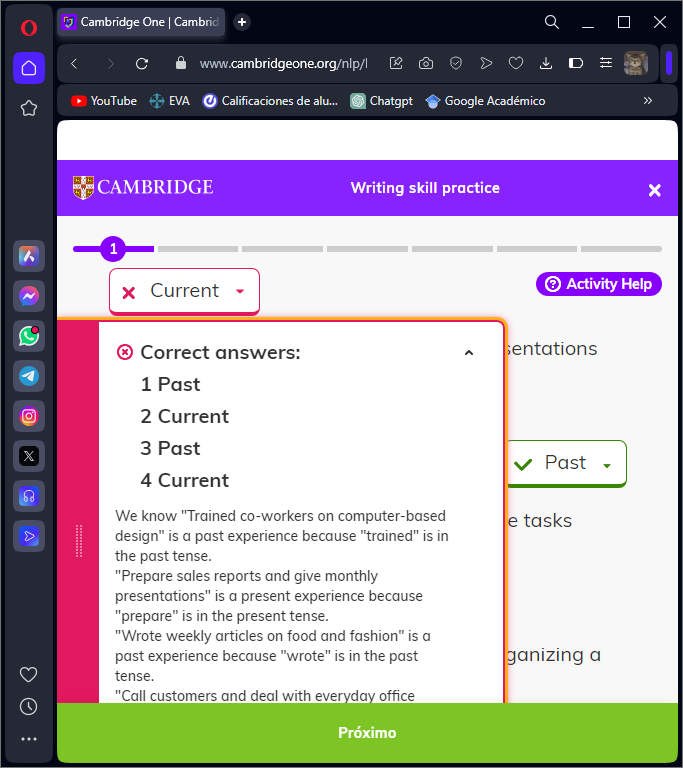 Cambridge One | Cambrid
www.cambridgeone.org/nlp/l
YouTube
EVA
Calificaciones de alu...
Chatgpt
Google Académico
CAMBRIDGE
Writing skill practice
1
Current
Activity Help
Correct answers:
1 Past
2 Current
3 Past
4 Current
We know "Trained co-workers on computer-based
design" is a past experience because "trained" is in
the past tense.
"Prepare sales reports and give monthly
presentations" is a present experience because
"prepare" is in the present tense.
"Wrote weekly articles on food and fashion" is a
past experience because "wrote" is in the past
tense.
"Call customers and deal with everyday office
sentations
Past
e tasks
ganizing a
Próximo